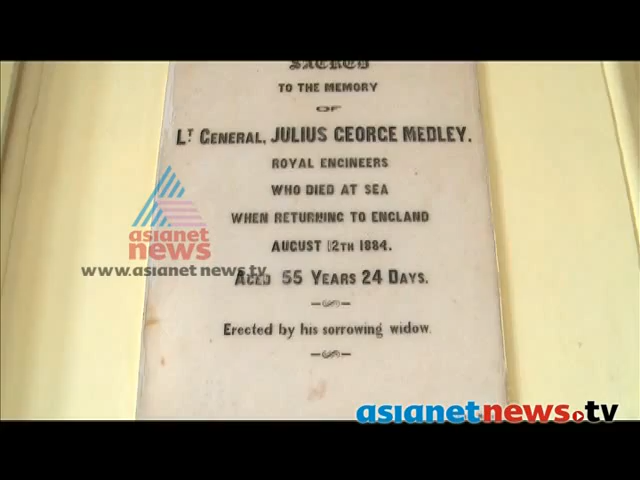 SACRED
TO THE MEMORY
OF
LT GENERAL, JULIUS GEORGE MEDLEY.
ROYAL ENGINEERS
WHO DIED AT SEA
WHEN RETURNING TO ENGLAND
AUGUST 12TH 1884.
AGED 55 YEARS 24 DAYS.
Erected by his sorrowing widow.
asianet
news
www.asianetnews.tv
asianetnews.tv